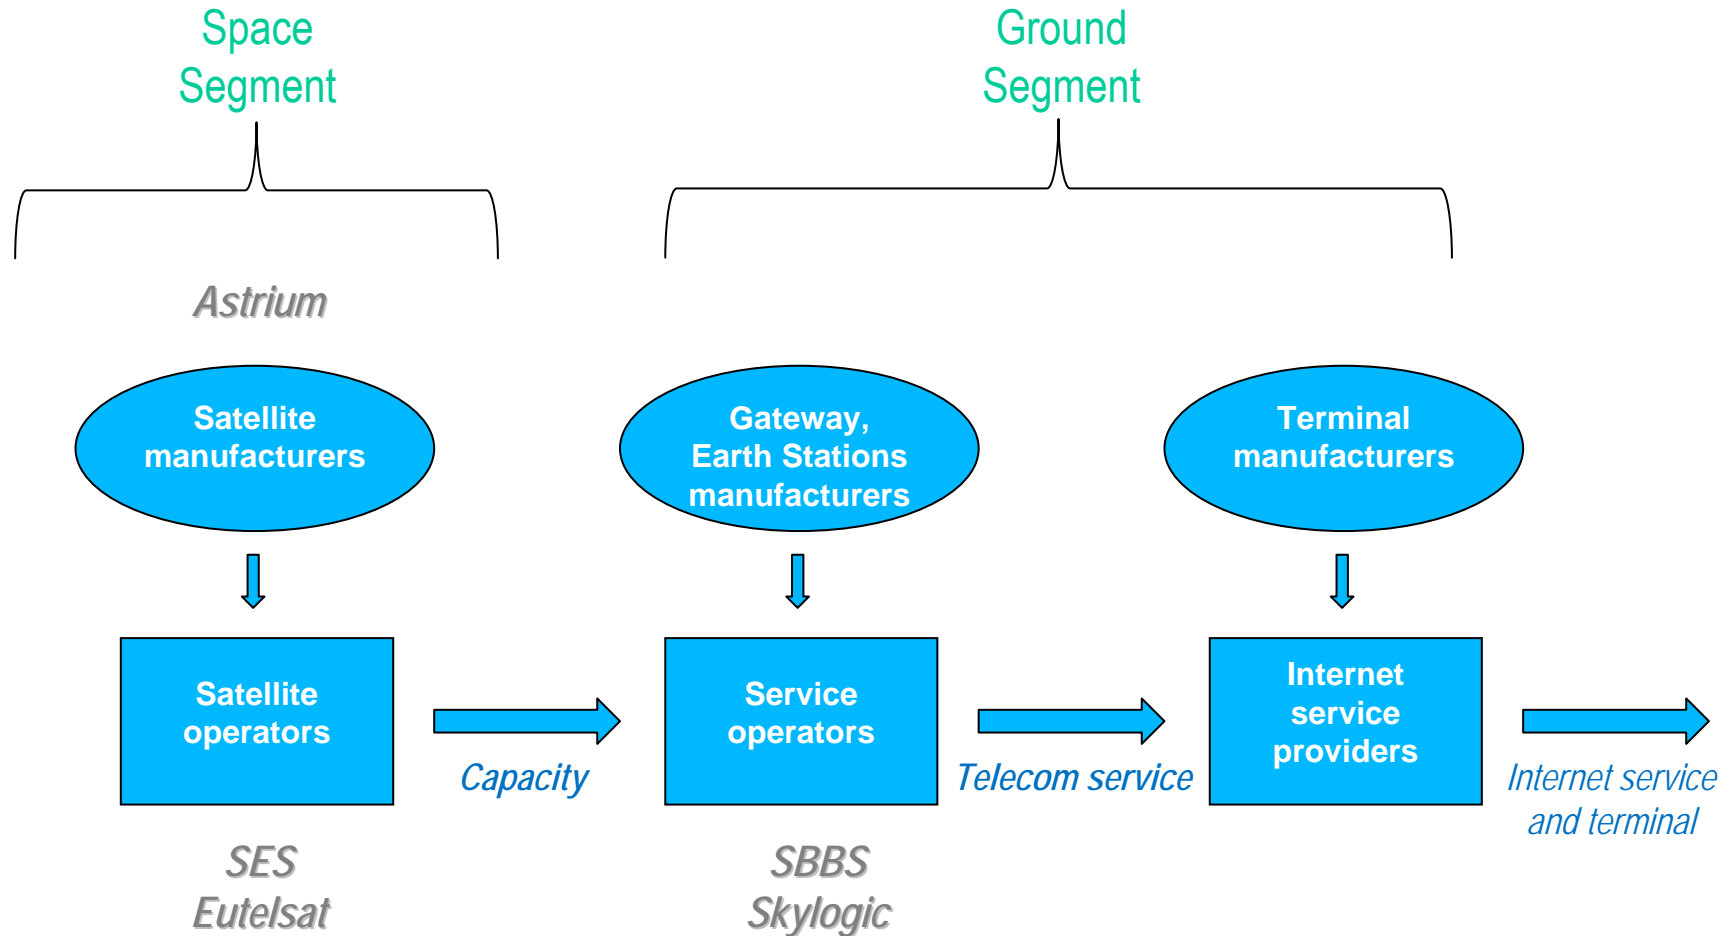 Space
Segment
Ground
Segment
Astrium
Satellite
manufacturers
Gateway,
Earth Stations
manufacturers
Terminal
manufacturers
Satellite
operators
Capacity
Service
operators
Telecom service
Internet
service
providers
Internet service
and terminal
SES
Eutelsat
SBBS
Skylogic